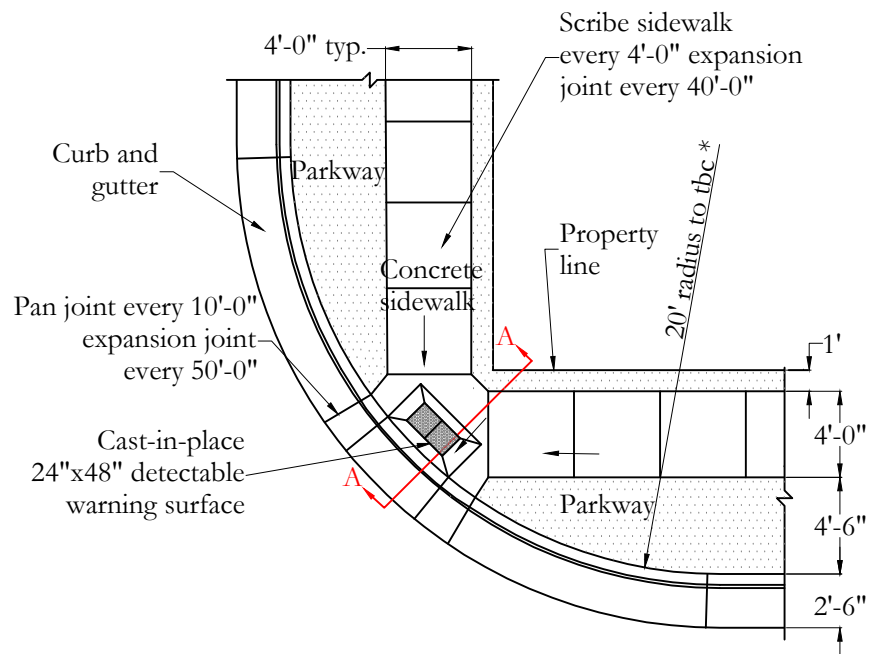 4'-0" typ.
Scribe sidewalk
every 4'-0" expansion
joint every 40'-0"
Curb and
gutter
Parkway
20' radius to tbc *
Property
line
Concrete
sidewalk
Pan joint every 10'-0"
expansion joint
every 50'-0"
A
1'
4'-0"
Cast-in-place
24"x48" detectable
warning surface
A
Parkway
4'-6"
2'-6"